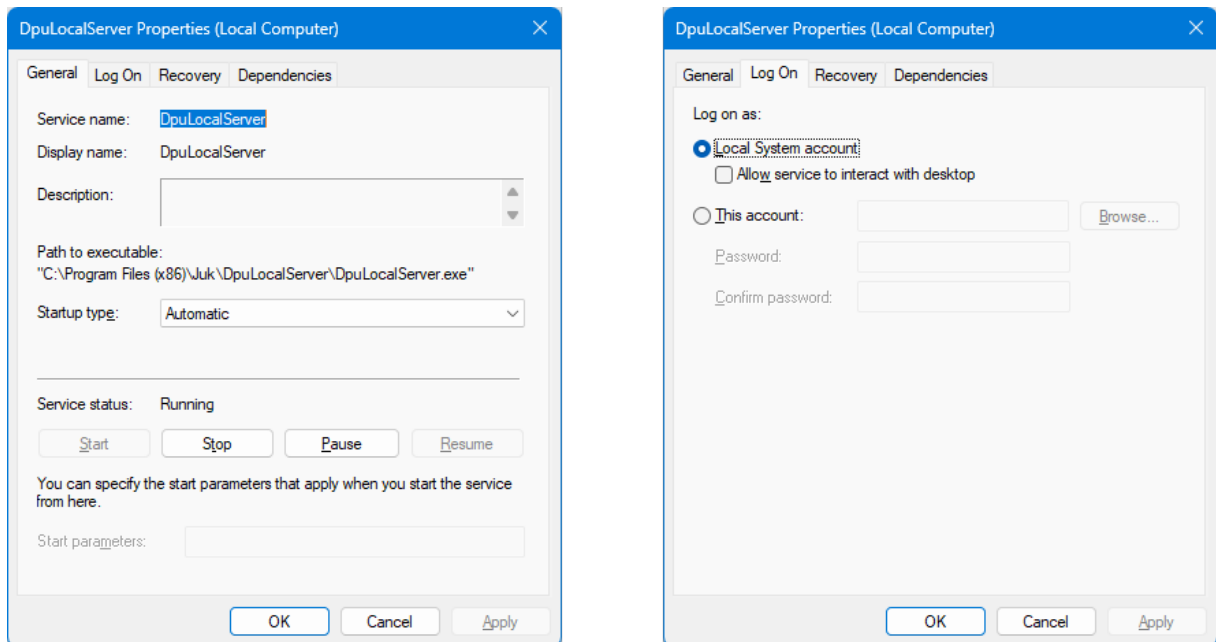 DpuLocalServer Properties (Local Computer)
General Log On Recovery Dependencies
Service name: DpuLocalServer
Display name: DpuLocalServer
Description:
Path to executable:
"C:\Program Files (x86)\Juk\DpuLocalServer\DpuLocalServer.exe"
Startup type: Automatic
Service status: Running
Start Stop Pause Resume
You can specify the start parameters that apply when you start the service
from here.
Start parameters:
OK Cancel Apply
DpuLocalServer Properties (Local Computer)
General Log On Recovery Dependencies
Log on as:
Local System account
Allow service to interact with desktop
This account: Browse...
Password:
Confirm password:
OK Cancel Apply